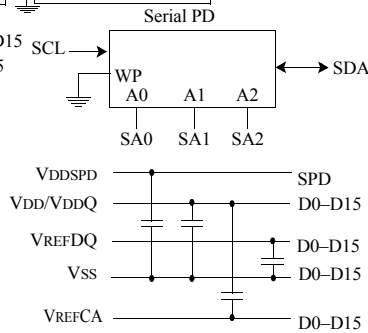 Serial PD
D15
5
SCL
WP
A0 A1 A2
SDA
SA0 SA1 SA2
VDDSPD SPD
VDD/VDDQ D0–D15
VREFDQ D0–D15
VSS D0–D15
VREFCA D0–D15